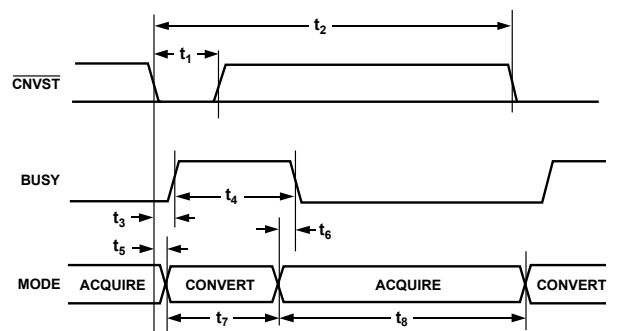 t2
t1
CNVST
BUSY
t4
t3
t6
t5
MODE ACQUIRE CONVERT ACQUIRE CONVERT
t7 t8